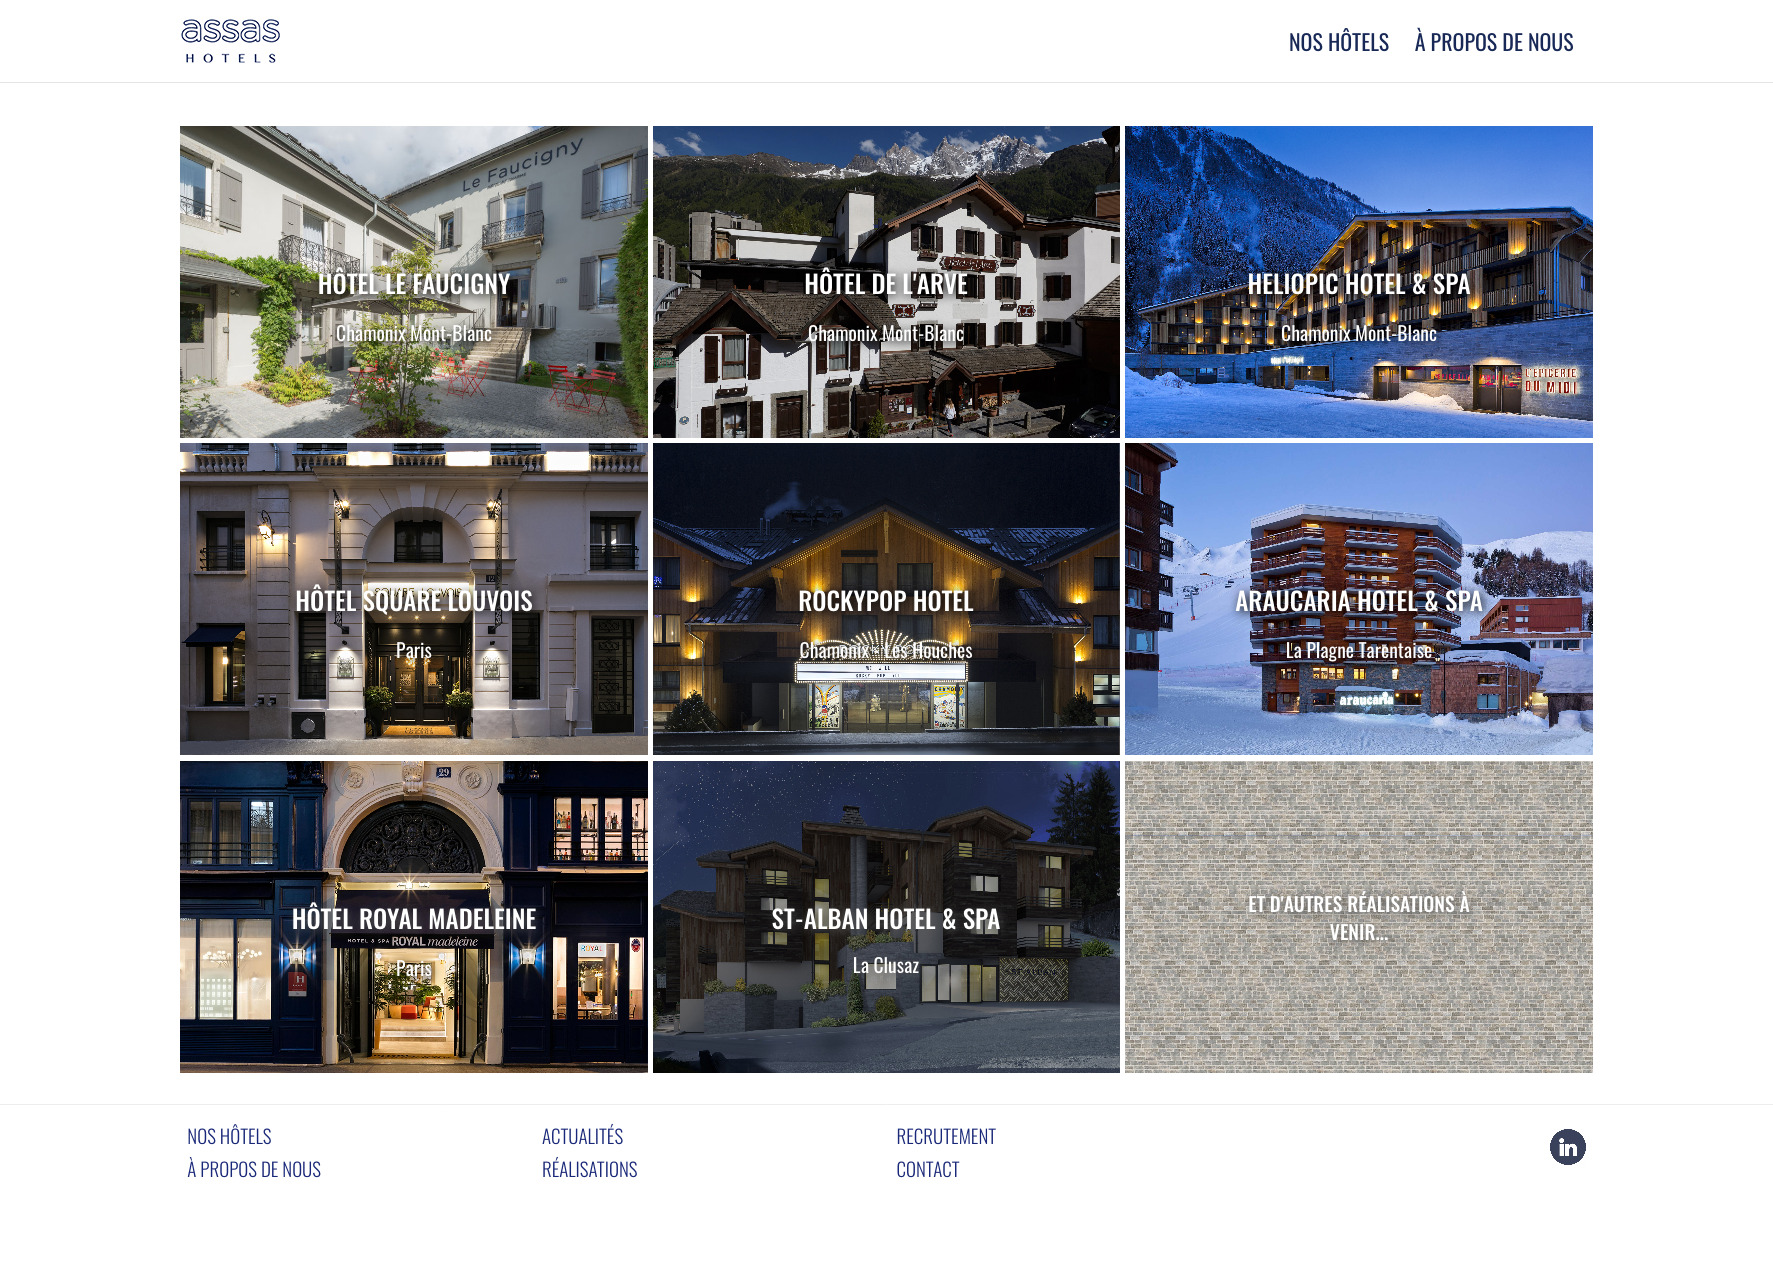 assas
HOTELS
NOS HÔTELS
À PROPOS DE NOUS
Le Faucigny
HÔTEL LE FAUCIGNY
Chamonix Mont-Blanc
HÔTEL DE L'ARVE
Chamonix Mont-Blanc
HELIOPIC HOTEL & SPA
Chamonix Mont-Blanc
L'EPICERIE
DU MIDI
HÔTEL SQUARE LOUVOIS
Paris
ROCKYPOP HOTEL
Chamonix - Les Houches
ARAUCARIA HOTEL & SPA
La Plagne Tarentaise
araucaria
29
HÔTEL ROYAL MADELEINE
HOTEL & SPA ROYAL madeleine
ROYAL
Paris
H
ST-ALBAN HOTEL & SPA
La Clusaz
ET D'AUTRES RÉALISATIONS À
VENIR...
NOS HÔTELS
À PROPOS DE NOUS
ACTUALITÉS
RÉALISATIONS
RECRUTEMENT
CONTACT
in